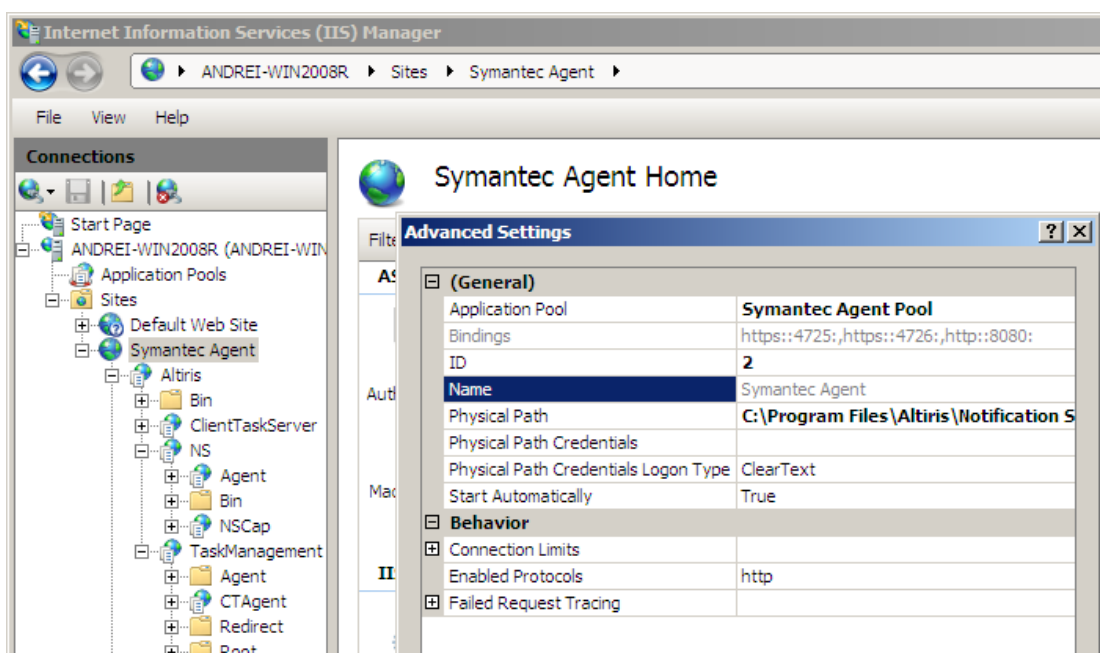 Internet Information Services (IIS) Manager
ANDREI-WIN2008R Sites Symantec Agent
File View Help
Connections
Start Page
ANDREI-WIN2008R (ANDREI-WIN
Application Pools
Sites
Default Web Site
Symantec Agent
Altiris
Bin
ClientTaskServer
NS
Agent
Bin
NSCap
TaskManagement
Agent
CTAgent
Redirect
Root
Symantec Agent Home
Advanced Settings
(General)
Application Pool Symantec Agent Pool
Bindings https::4725:,https::4726:,http::8080:
ID 2
Name Symantec Agent
Physical Path C:\Program Files\Altiris\Notification S
Physical Path Credentials
Physical Path Credentials Logon Type ClearText
Start Automatically True
Behavior
Connection Limits
Enabled Protocols http
Failed Request Tracing